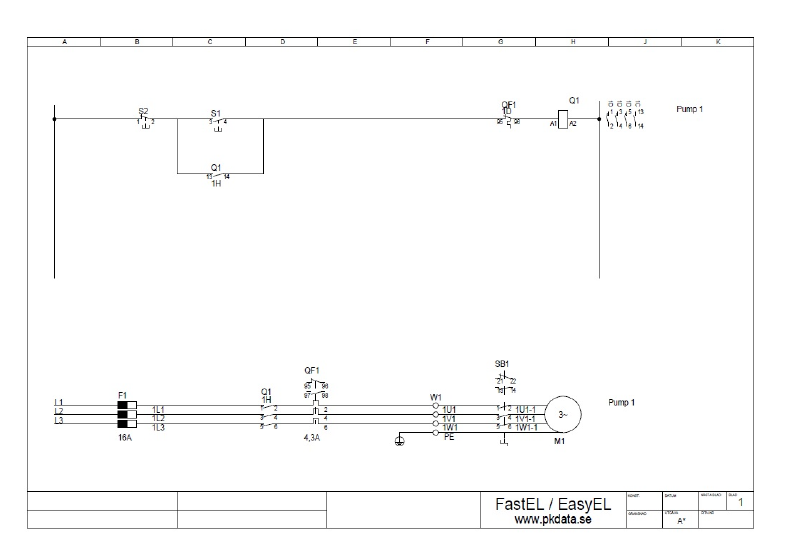 A B C D E F G H J K
S2
1 2
S1
3 4
Q1
13 14
1H
QF1
1D
95 96
Q1
A1 A2
1 3 5 13
2 4 6 14
Pump 1
L1
L2
L3
F1
16A
1L1
1L2
1L3
Q1
1H
1 2
3 4
5 6
QF1
95 96
97 98
2
4
6
4,3A
W1
1U1
1V1
1W1
PE
SB1
21 22
13 14
1 2
3 4
5 6
1U1-1
1V1-1
1W1-1
3~
M1
Pump 1
FastEL / EasyEL
www.pkdata.se
DATUM
1
A*